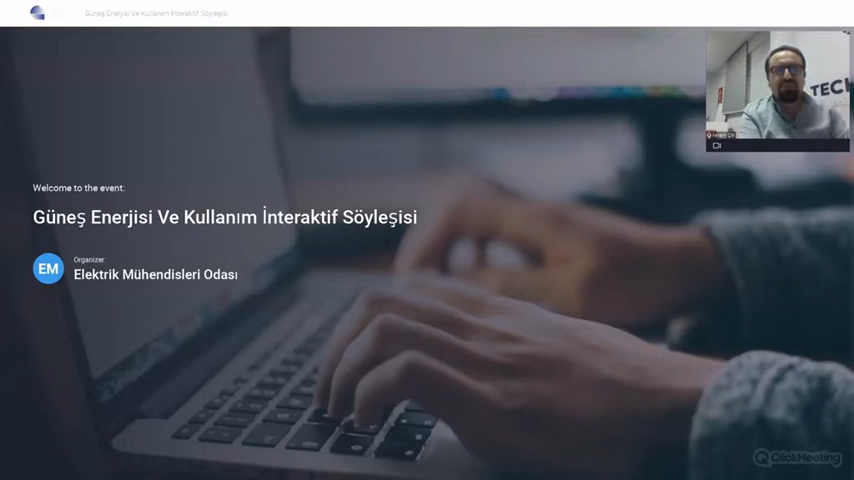 Güneş Enerjisi Ve Kullanım İnteraktif Söyleşisi
Welcome to the event:
Güneş Enerjisi Ve Kullanım İnteraktif Söyleşisi
EM
Organizer:
Elektrik Mühendisleri Odası
TECH
ClickMeeting